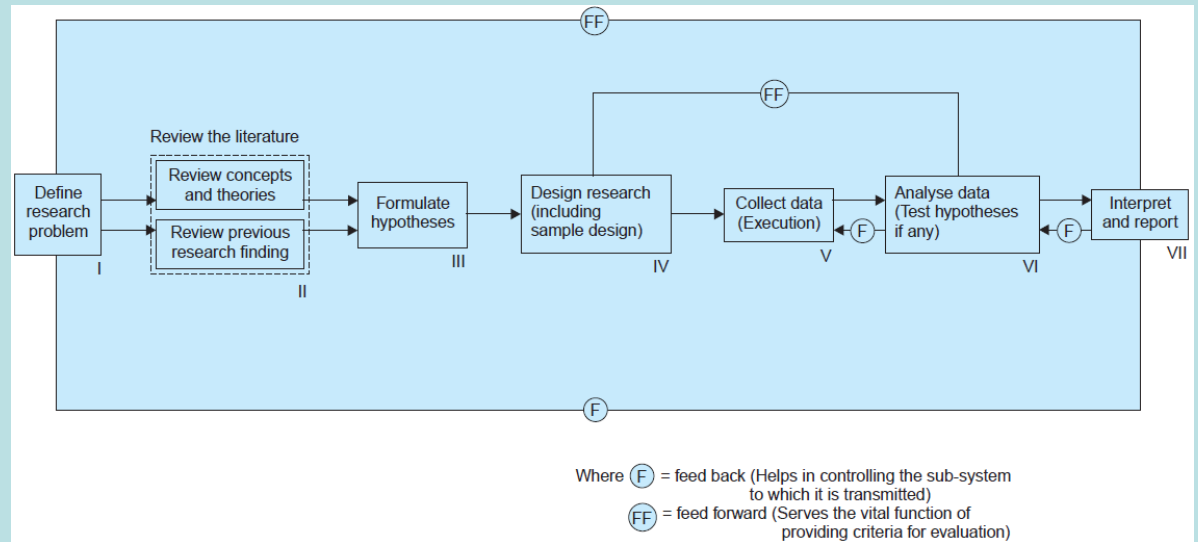 FF
FF
Review the literature
Define
research
problem
I
Review concepts
and theories
Review previous
research finding
II
Formulate
hypotheses
III
Design research
(including
sample design)
IV
Collect data
(Execution)
V
F
Analyse data
(Test hypotheses
if any)
VI
F
Interpret
and report
VII
F
Where F = feed back (Helps in controlling the sub-system
to which it is transmitted)
FF = feed forward (Serves the vital function of
providing criteria for evaluation)